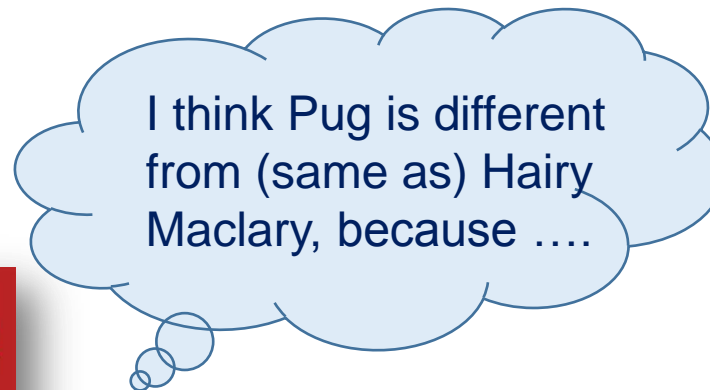 I think Pug is different
from (same as) Hairy
Maclary, because ….